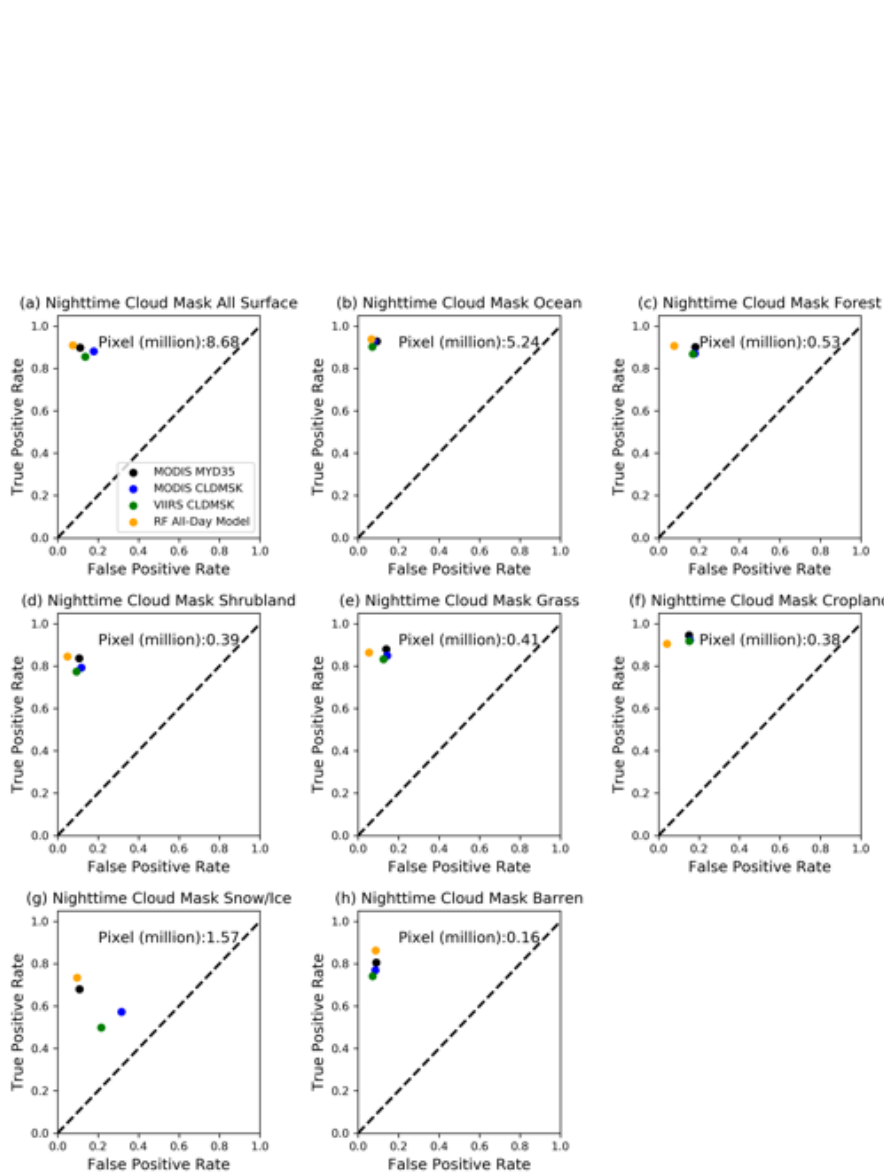 (a) Nighttime Cloud Mask All Surface
Pixel (million):8.68
True Positive Rate
1.0
0.8
0.6
0.4
0.2
0.0
MODIS MYD35
MODIS CLDMSK
VIIRS CLDMSK
RF All-Day Model
0.0 0.2 0.4 0.6 0.8 1.0
False Positive Rate
(b) Nighttime Cloud Mask Ocean
Pixel (million):5.24
True Positive Rate
1.0
0.8
0.6
0.4
0.2
0.0
0.0 0.2 0.4 0.6 0.8 1.0
False Positive Rate
(c) Nighttime Cloud Mask Forest
Pixel (million):0.53
True Positive Rate
1.0
0.8
0.6
0.4
0.2
0.0
0.0 0.2 0.4 0.6 0.8 1.0
False Positive Rate
(d) Nighttime Cloud Mask Shrubland
Pixel (million):0.39
True Positive Rate
1.0
0.8
0.6
0.4
0.2
0.0
0.0 0.2 0.4 0.6 0.8 1.0
False Positive Rate
(e) Nighttime Cloud Mask Grass
Pixel (million):0.41
True Positive Rate
1.0
0.8
0.6
0.4
0.2
0.0
0.0 0.2 0.4 0.6 0.8 1.0
False Positive Rate
(f) Nighttime Cloud Mask Cropland
Pixel (million):0.38
True Positive Rate
1.0
0.8
0.6
0.4
0.2
0.0
0.0 0.2 0.4 0.6 0.8 1.0
False Positive Rate
(g) Nighttime Cloud Mask Snow/Ice
Pixel (million):1.57
True Positive Rate
1.0
0.8
0.6
0.4
0.2
0.0
0.0 0.2 0.4 0.6 0.8 1.0
False Positive Rate
(h) Nighttime Cloud Mask Barren
Pixel (million):0.16
True Positive Rate
1.0
0.8
0.6
0.4
0.2
0.0
0.0 0.2 0.4 0.6 0.8 1.0
False Positive Rate